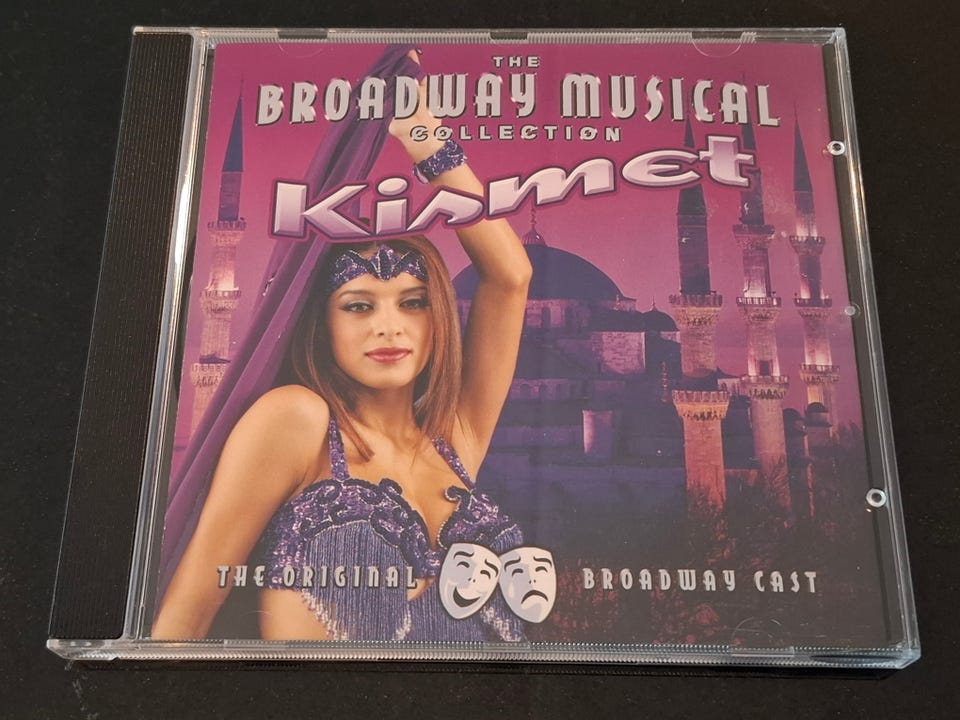 THE
BROADWAY MUSICAL
COLLECTION
Kismet
THE ORIGINAL BROADWAY CAST